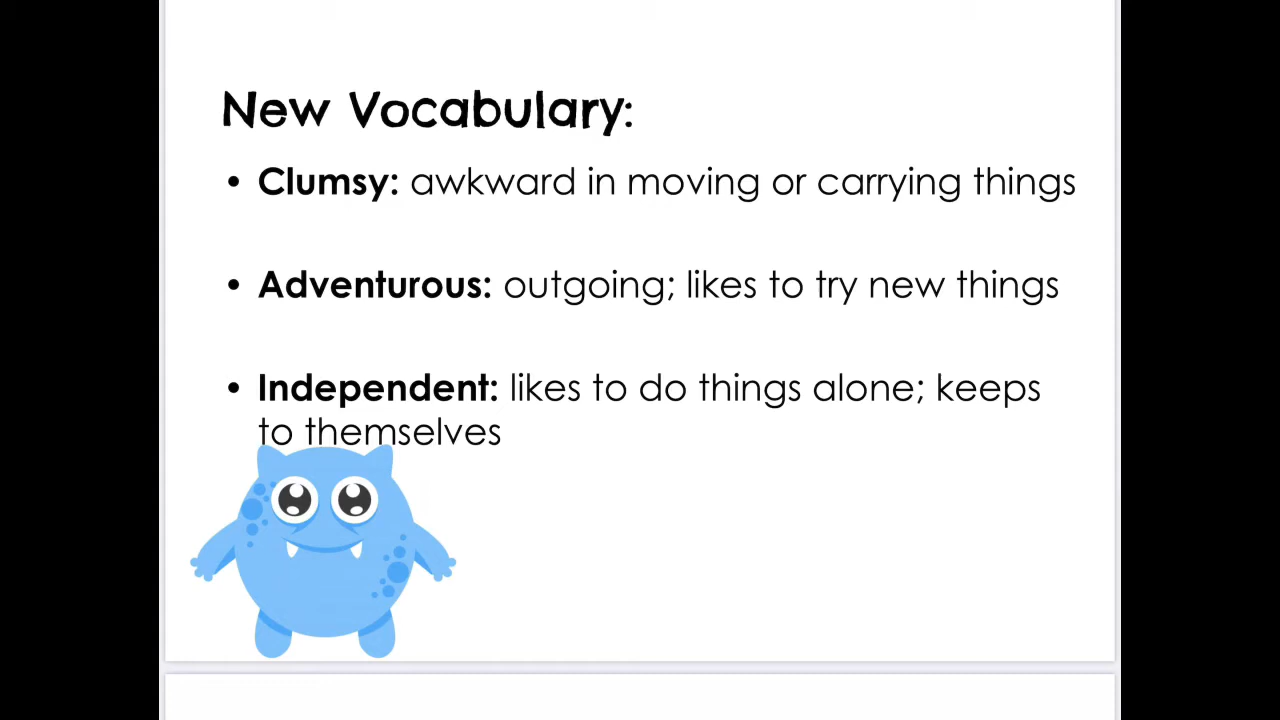 New Vocabulary:
• Clumsy: awkward in moving or carrying things
• Adventurous: outgoing; likes to try new things
• Independent: likes to do things alone; keeps
to themselves